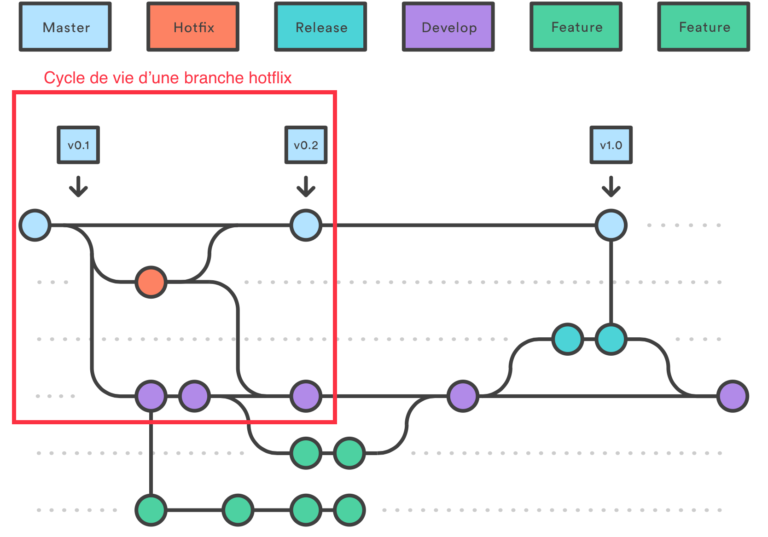 Master
Hotfix
Release
Develop
Feature
Feature
Cycle de vie d'une branche hotflix
v0.1
v0.2
v1.0